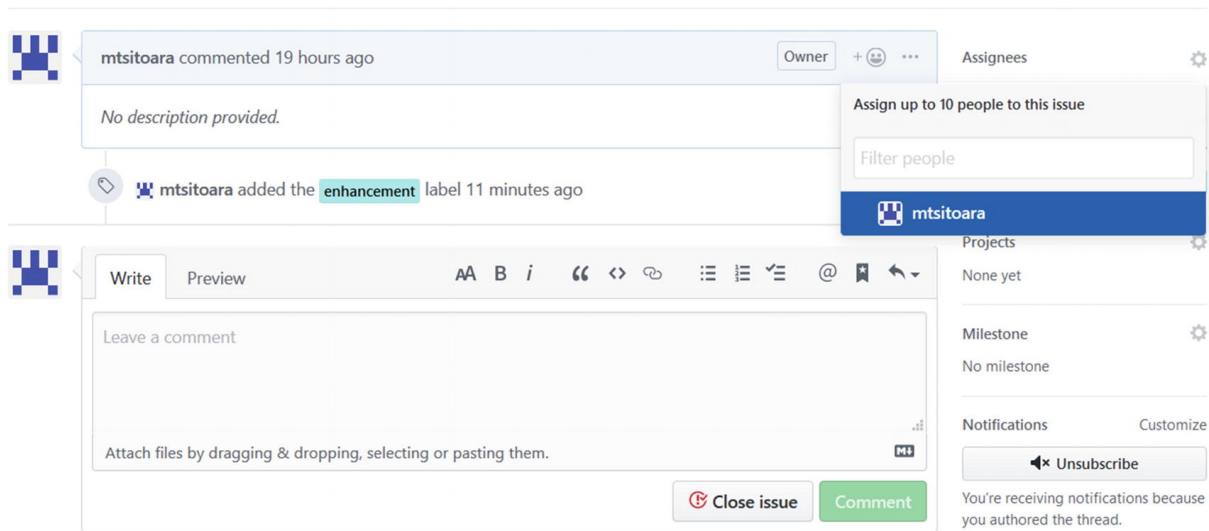 mtsitoara commented 19 hours ago
Owner
No description provided.
mtsitoara added the enhancement label 11 minutes ago
Write
Preview
AA B i “ <> @
Leave a comment
Attach files by dragging & dropping, selecting or pasting them.
M↓
Close issue
Comment
Assignees
Assign up to 10 people to this issue
Filter people
mtsitoara
Projects
None yet
Milestone
No milestone
Notifications
Customize
Unsubscribe
You're receiving notifications because
you authored the thread.